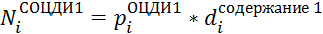 N_i^{СОЦДИ1} = p_i^{ОЦДИ1} * d_i^{содержание 1}